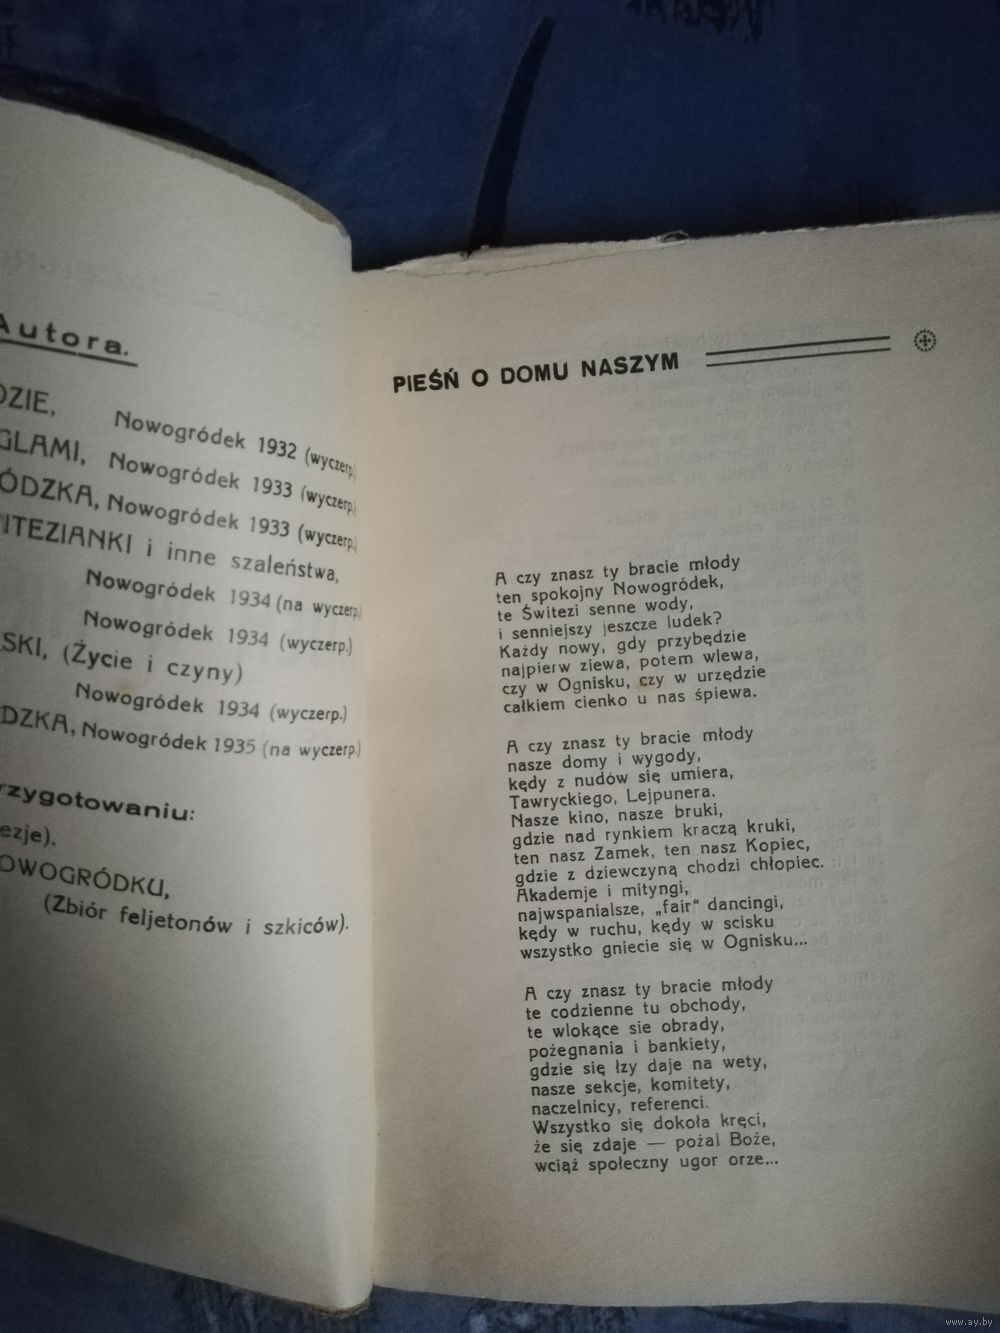 Autora.
DZIE, Nowogródek 1932 (wyczerp.)
GLAMI, Nowogródek 1933 (wyczerp.)
ÓDZKA, Nowogródek 1933 (wyczerp.)
ITEZIANKI i inne szaleństwa,
Nowogródek 1934 (na wyczerp.)
Nowogródek 1934 (wyczerp.)
SKI, (Życie i czyny)
Nowogródek 1934 (wyczerp.)
DZKA, Nowogródek 1935 (na wyczerp.)
rzygotowaniu:
ezje).
OWOGRÓDKU,
(Zbiór feljetonów i szkiców).
PIEŚŃ O DOMU NASZYM
A czy znasz ty bracie młody
ten spokojny Nowogródek,
te Świtezi senne wody,
i senniejszy jeszcze ludek?
Każdy nowy, gdy przybędzie
najpierw ziewa, potem wlewa,
czy w Ognisku, czy w urzędzie
całkiem cienko u nas śpiewa.
A czy znasz ty bracie młody
nasze domy i wygody,
kędy z nudów się umiera,
Tawryckiego, Lejpunera.
Nasze kino, nasze bruki,
gdzie nad rynkiem kraczą kruki,
ten nasz Zamek, ten nasz Kopiec,
gdzie z dziewczyną chodzi chłopiec.
Akademje i mityngi,
najwspanialsze, „fair" dancingi,
kędy w ruchu, kędy w scisku
wszystko gniecie się w Ognisku...
A czy znasz ty bracie młody
te codzienne tu obchody,
te wlokące sie obrady,
pożegnania i bankiety,
gdzie się łzy daje na wety,
nasze sekcje, komitety,
naczelnicy, referenci.
Wszystko się dokoła kręci,
że się zdaje — pożal Boże,
wciąż społeczny ugor orze...
www.ay.by